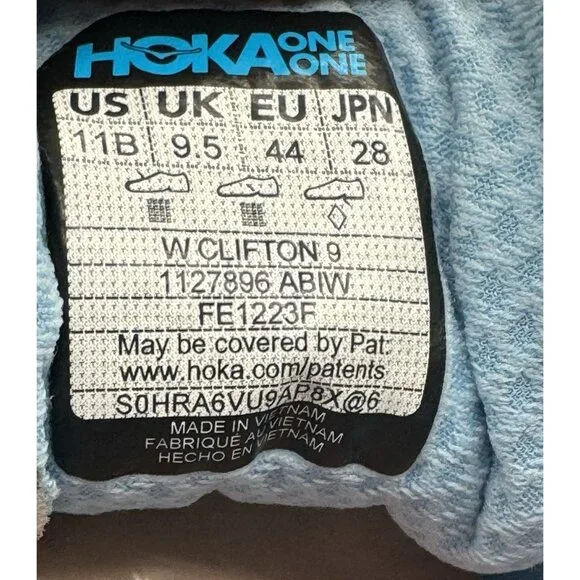 HOKA ONE ONE
US UK EU JPN
11B 9.5 44 28
W CLIFTON 9
1127896 ABIW
FE1223F
May be covered by Pat:
www.hoka.com/patents
S0HRA6VU9AP8X@6
MADE IN VIETNAM
FABRIQUÉ AU VIETNAM
HECHO EN VIETNAM